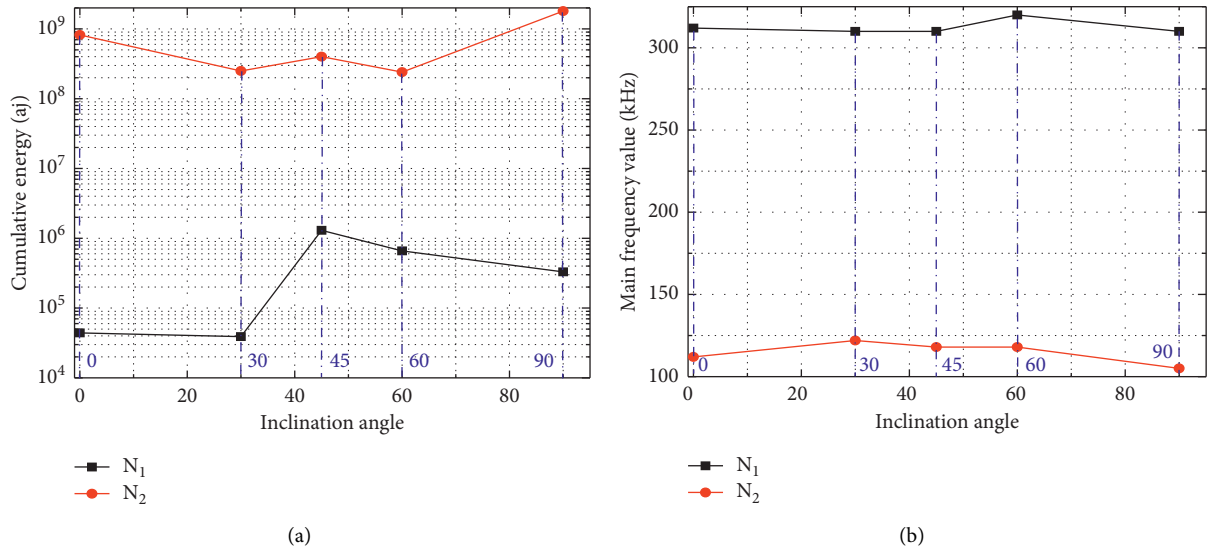 10⁹
10⁸
10⁷
10⁶
10⁵
10⁴
Cumulative energy (aj)
0 30 45 60 90
0 20 40 60 80
Inclination angle
N₁
N₂
(a)
300
250
200
150
100
Main frequency value (kHz)
0 30 45 60 90
0 20 40 60 80
Inclination angle
N₁
N₂
(b)